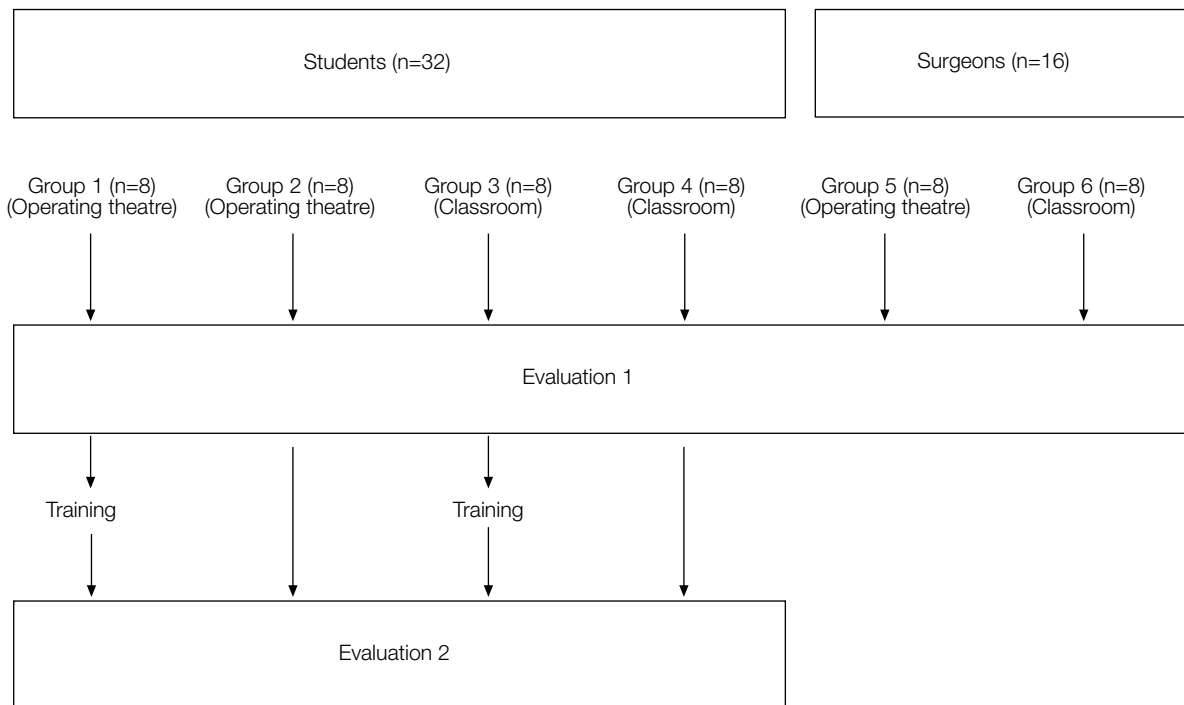 Students (n=32)
Surgeons (n=16)
Group 1 (n=8)
(Operating theatre)
Group 2 (n=8)
(Operating theatre)
Group 3 (n=8)
(Classroom)
Group 4 (n=8)
(Classroom)
Group 5 (n=8)
(Operating theatre)
Group 6 (n=8)
(Classroom)
Evaluation 1
Training
Training
Evaluation 2